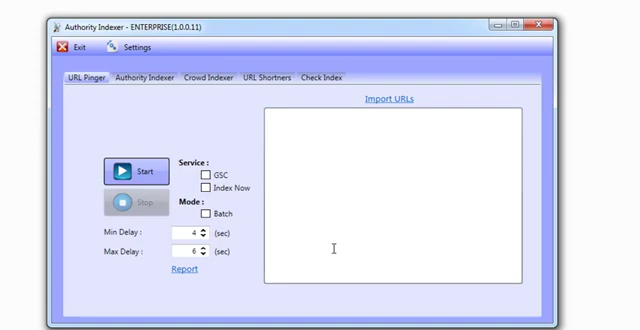 Authority Indexer - ENTERPRISE(1.0.0.11)
Exit Settings
URL Pinger Authority Indexer Crowd Indexer URL Shortners Check Index
Import URLs
Service :
Start
GSC
Index Now
Mode :
Stop
Batch
Min Delay : 4 (sec)
Max Delay : 6 (sec)
Report